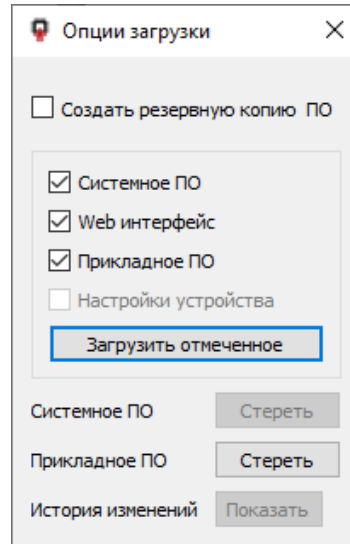 Опции загрузки
Создать резервную копию ПО
Системное ПО
Web интерфейс
Прикладное ПО
Настройки устройства
Загрузить отмеченное
Системное ПО Стереть
Прикладное ПО Стереть
История изменений Показать